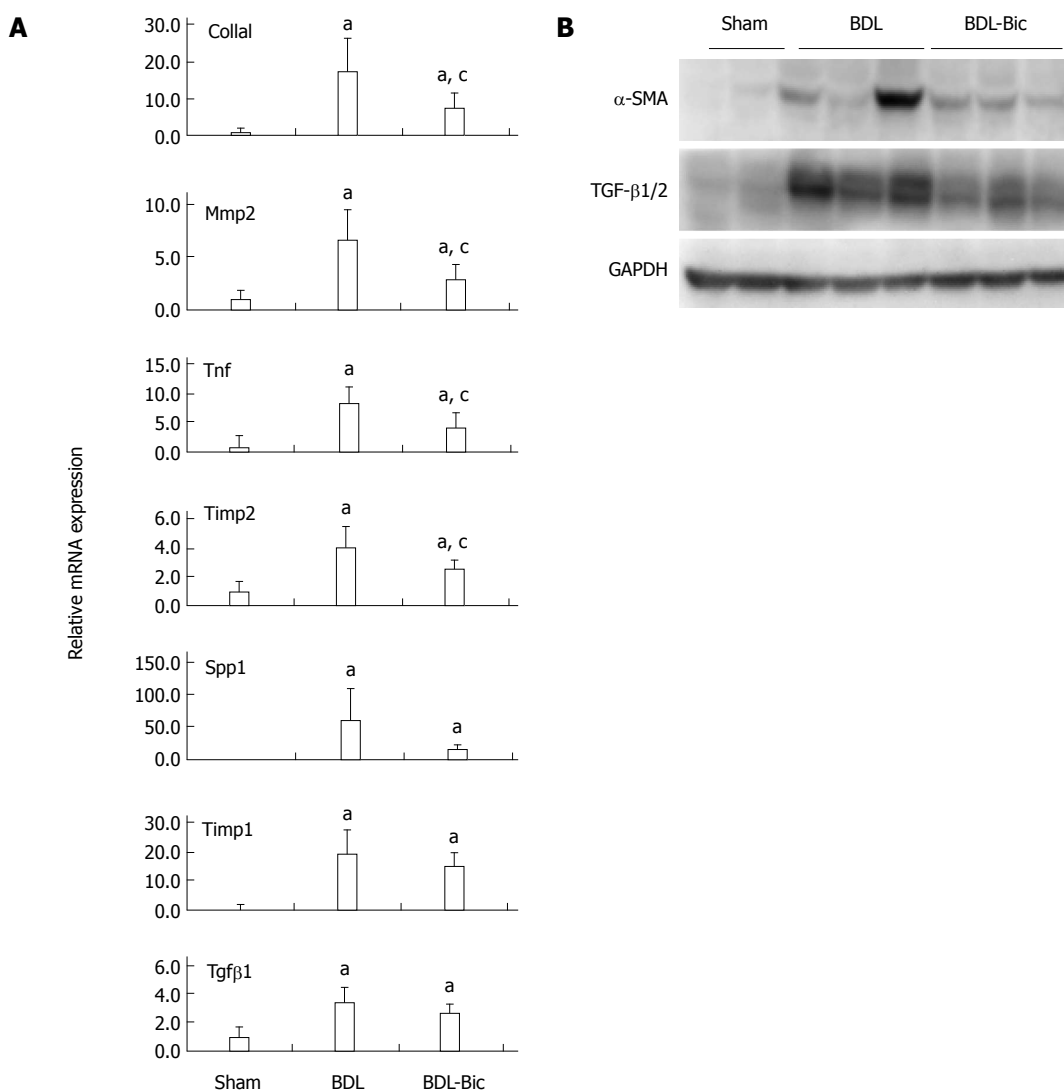 A
Relative mRNA expression
Collal
30.0
20.0
10.0
0.0
a
a, c
Mmp2
10.0
5.0
0.0
a
a, c
Tnf
15.0
10.0
5.0
0.0
a
a, c
Timp2
6.0
4.0
2.0
0.0
a
a, c
Spp1
150.0
100.0
50.0
0.0
a
a
Timp1
30.0
20.0
10.0
0.0
a
a
Tgfβ1
6.0
4.0
2.0
0.0
a
a
Sham BDL BDL-Bic
B
Sham BDL BDL-Bic
α-SMA
TGF-β1/2
GAPDH